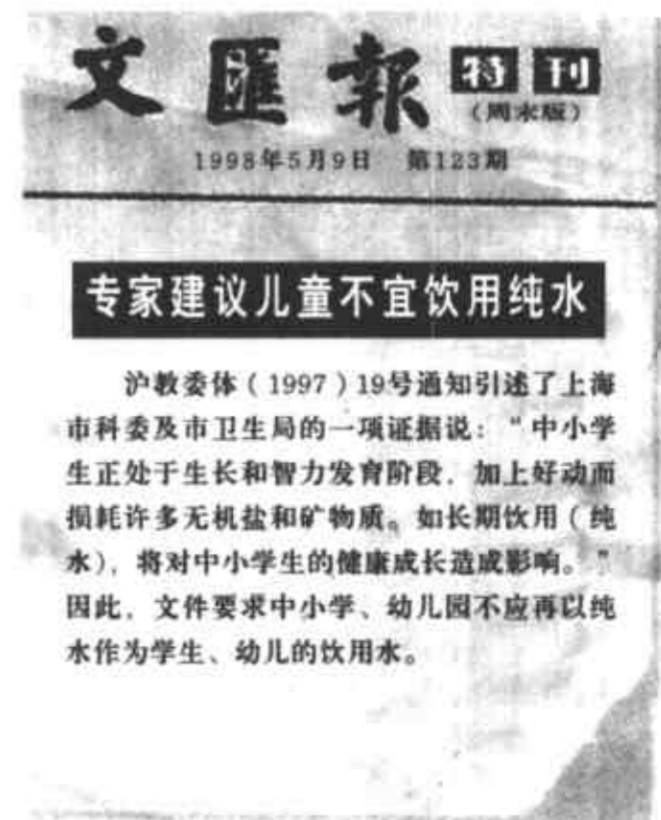 文匯報 特刊
(周末版)
1998年5月9日 第123期
专家建议儿童不宜饮用纯水
沪教委体(1997)19号通知引述了上海
市科委及市卫生局的一项证据说:“中小学
生正处于生长和智力发育阶段,加上好动而
损耗许多无机盐和矿物质。如长期饮用(纯
水),将对中小学生的健康成长造成影响。”
因此,文件要求中小学、幼儿园不应再以纯
水作为学生、幼儿的饮用水。